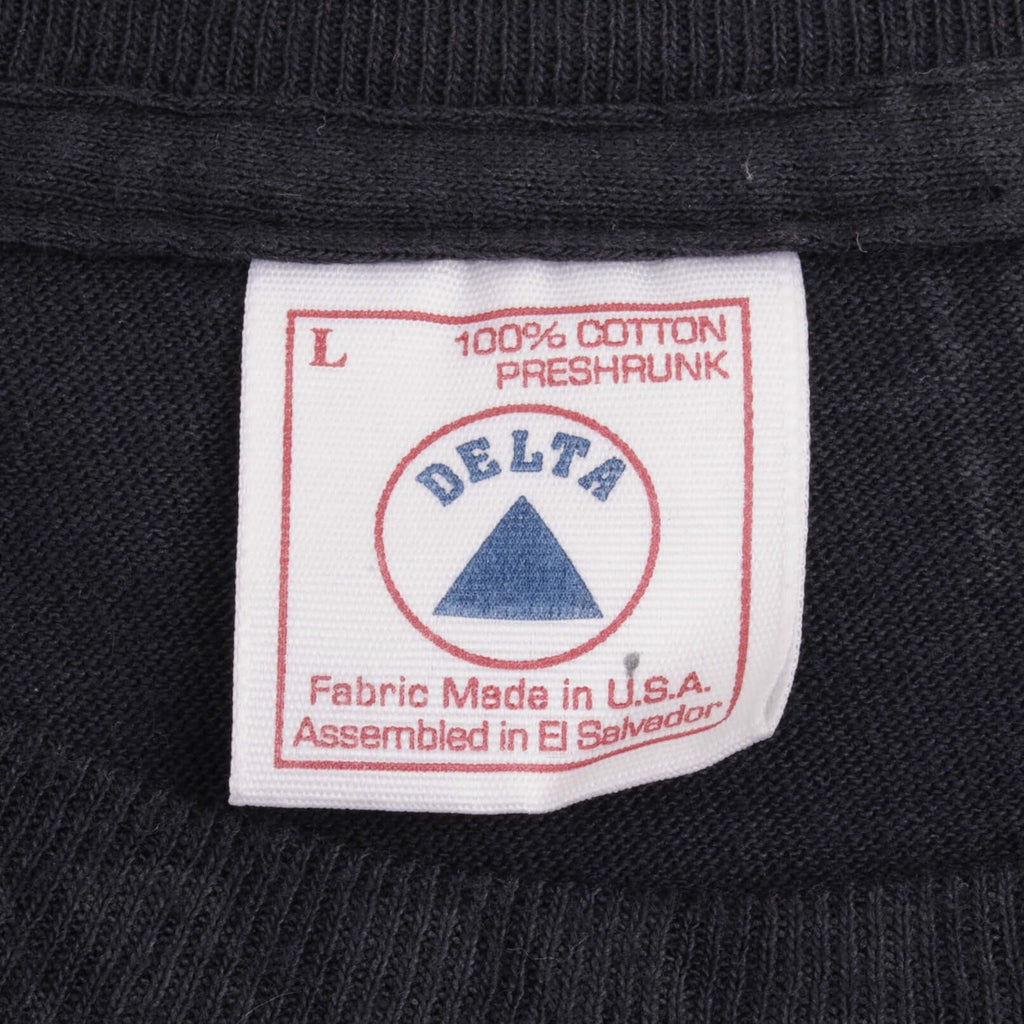 L
100% COTTON
PRESHRUNK
DELTA
Fabric Made in U.S.A.
Assembled in El Salvador